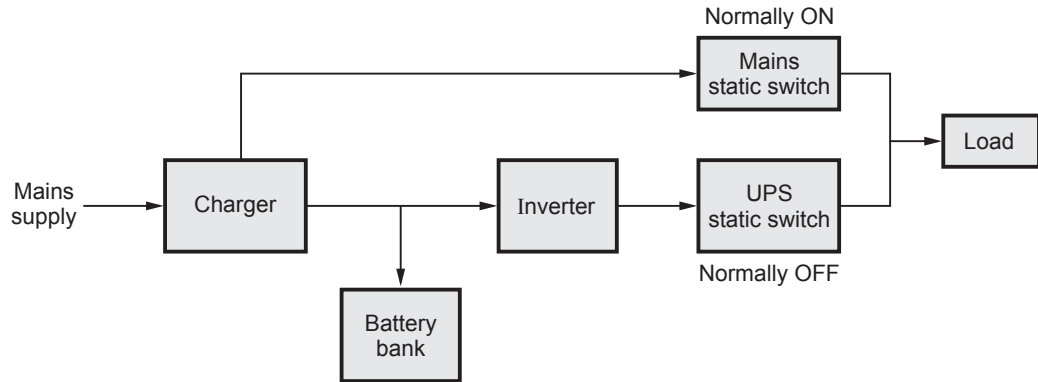 Normally ON
Mains
static switch
Load
Mains
supply
Charger
Inverter
UPS
static switch
Normally OFF
Battery
bank